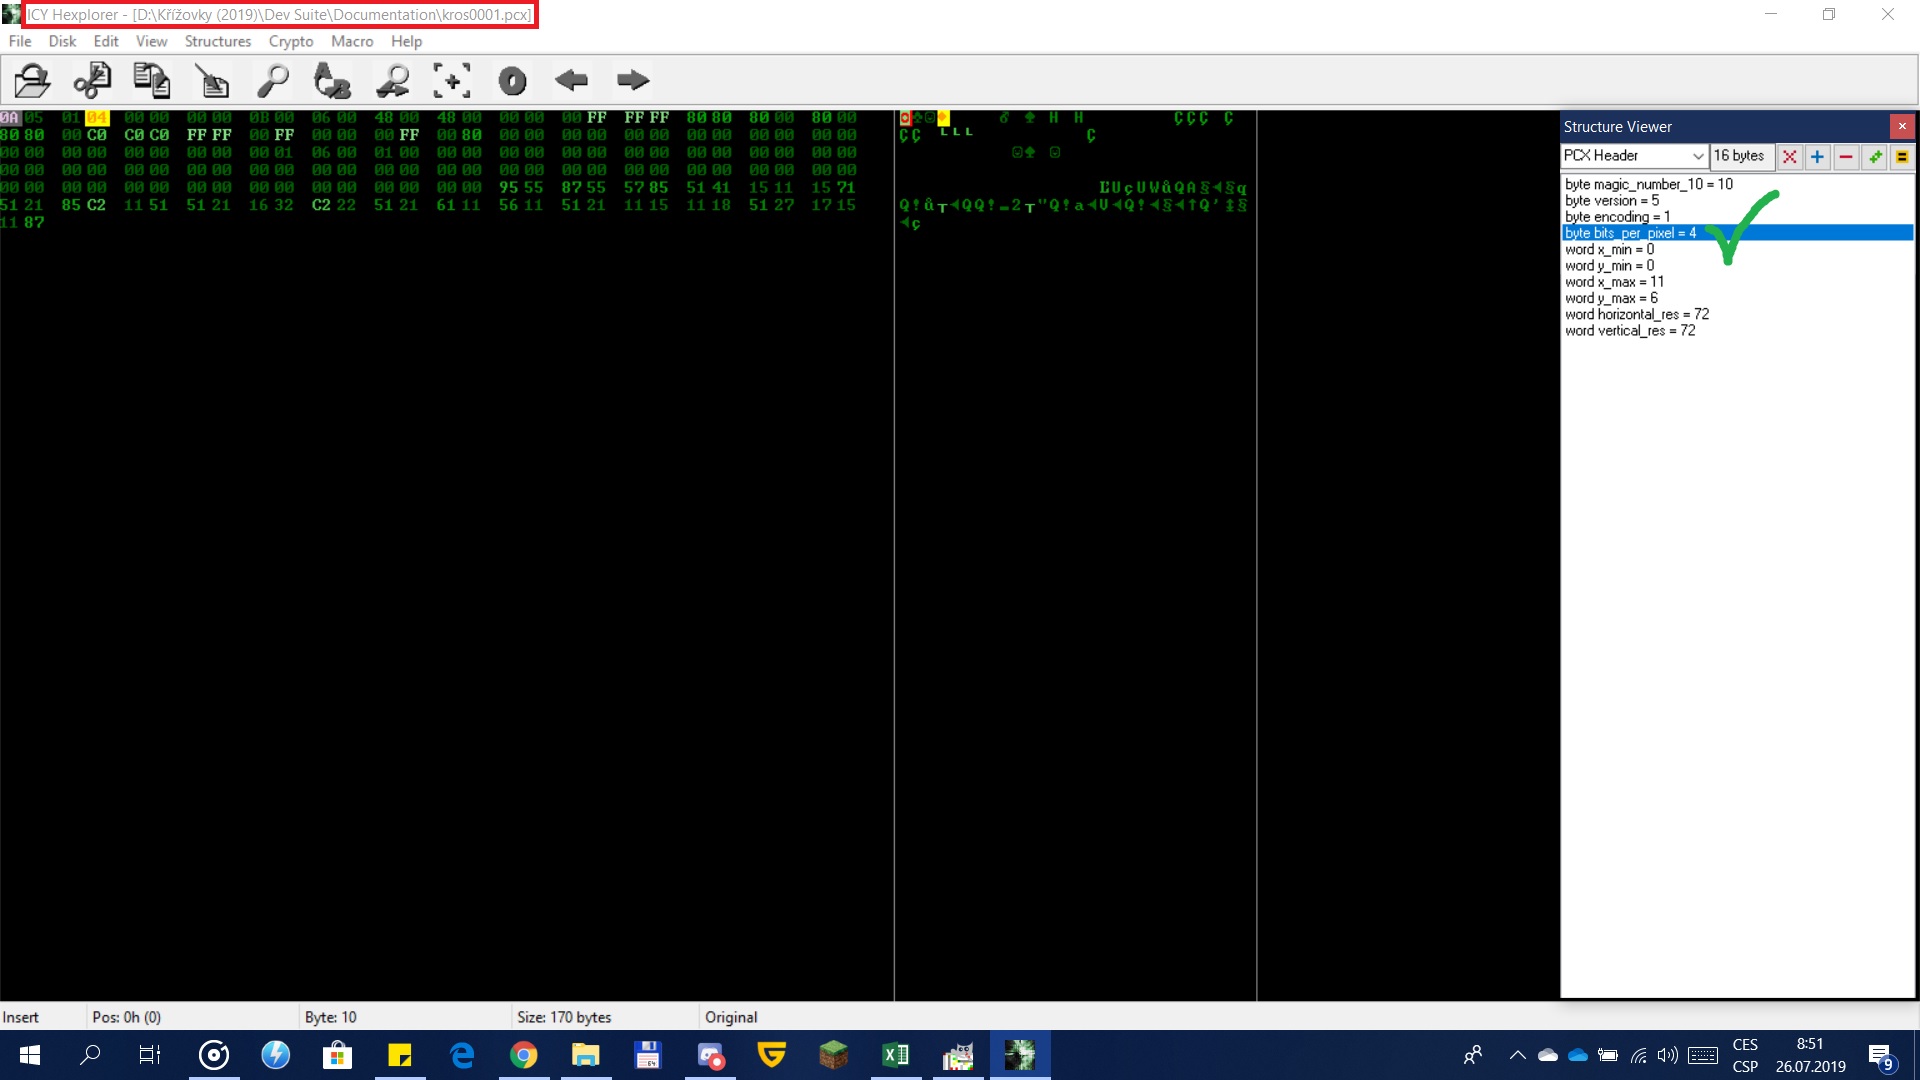 ICY Hexplorer - [D:\Křížovky (2019)\Dev Suite\Documentation\kros0001.pcx]
File Disk Edit View Structures Crypto Macro Help
0A 05 01 04 00 00 00 00 0B 00 06 00 48 00 48 00 00 00 00 FF FF FF 80 80 80 00 80 00
80 80 00 C0 C0 C0 FF FF 00 FF 00 00 00 FF 00 80 00 00 00 00 00 00 00 00 00 00 00 00
00 00 00 00 00 00 00 00 00 01 06 00 01 00 00 00 00 00 00 00 00 00 00 00 00 00 00 00
00 00 00 00 00 00 00 00 00 00 00 00 00 00 00 00 00 00 00 00 00 00 00 00 00 00 00 00
00 00 00 00 00 00 00 00 00 00 00 00 00 00 00 00 95 55 87 55 57 85 51 41 15 11 15 71
51 21 85 C2 11 51 51 21 16 32 C2 22 51 21 61 11 56 11 51 21 11 15 11 18 51 27 17 15
11 87
Structure Viewer
PCX Header
16 bytes
byte magic_number_10 = 10
byte version = 5
byte encoding = 1
byte bits_per_pixel = 4
word x_min = 0
word y_min = 0
word x_max = 11
word y_max = 6
word horizontal_res = 72
word vertical_res = 72
Insert Pos: 0h (0) Byte: 10 Size: 170 bytes Original
CES
CSP
8:51
26.07.2019
9